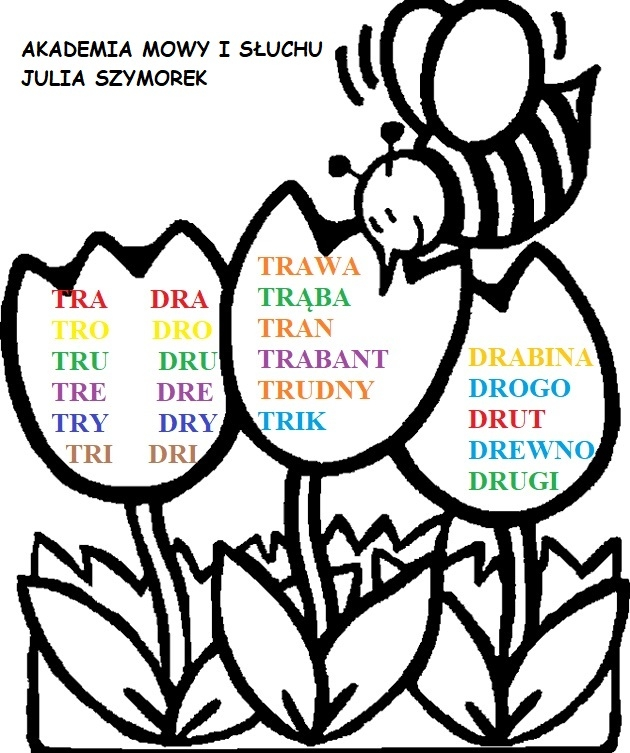 AKADEMIA MOWY I SŁUCHU
JULIA SZYMOREK
TRA DRA
TRO DRO
TRU DRU
TRE DRE
TRY DRY
TRI DRI
TRAWA
TRĄBA
TRAN
TRABANT
TRUDNY
TRIK
DRABINA
DROGO
DRUT
DREWNO
DRUGI